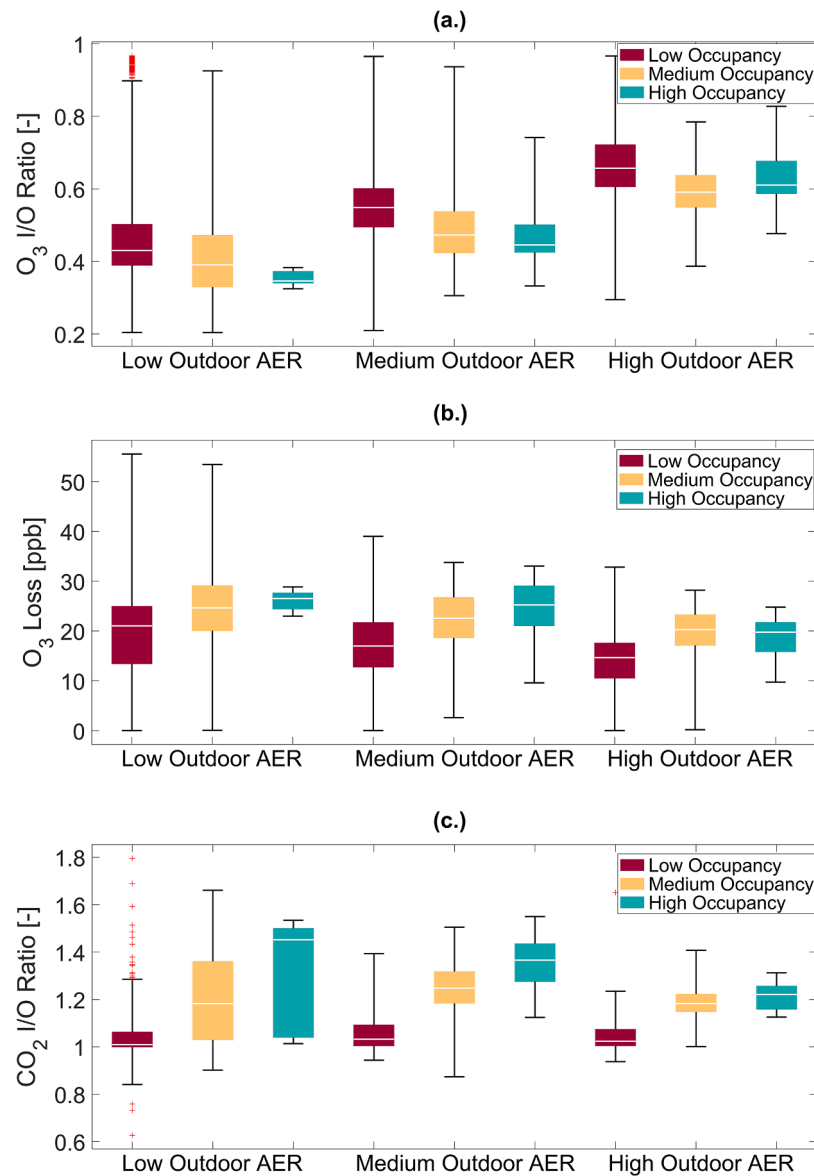 (a.)
1
0.8
0.6
0.4
0.2
O3 I/O Ratio [-]
Low Occupancy
Medium Occupancy
High Occupancy
Low Outdoor AER
Medium Outdoor AER
High Outdoor AER
(b.)
50
40
30
20
10
0
O3 Loss [ppb]
Low Occupancy
Medium Occupancy
High Occupancy
Low Outdoor AER
Medium Outdoor AER
High Outdoor AER
(c.)
1.8
1.6
1.4
1.2
1
0.8
0.6
CO2 I/O Ratio [-]
Low Occupancy
Medium Occupancy
High Occupancy
Low Outdoor AER
Medium Outdoor AER
High Outdoor AER